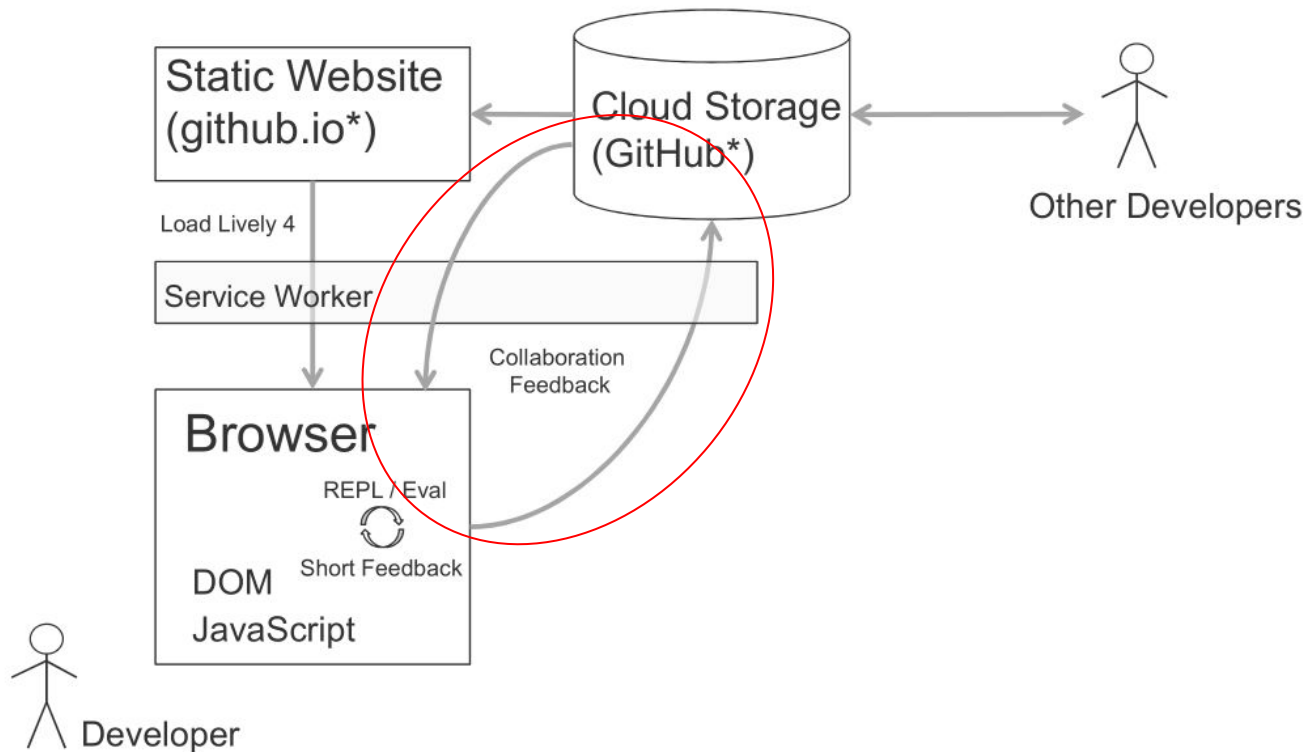 Static Website
(github.io*)
Cloud Storage
(GitHub*)
Other Developers
Load Lively 4
Service Worker
Collaboration
Feedback
Browser
REPL / Eval
Short Feedback
DOM
JavaScript
Developer